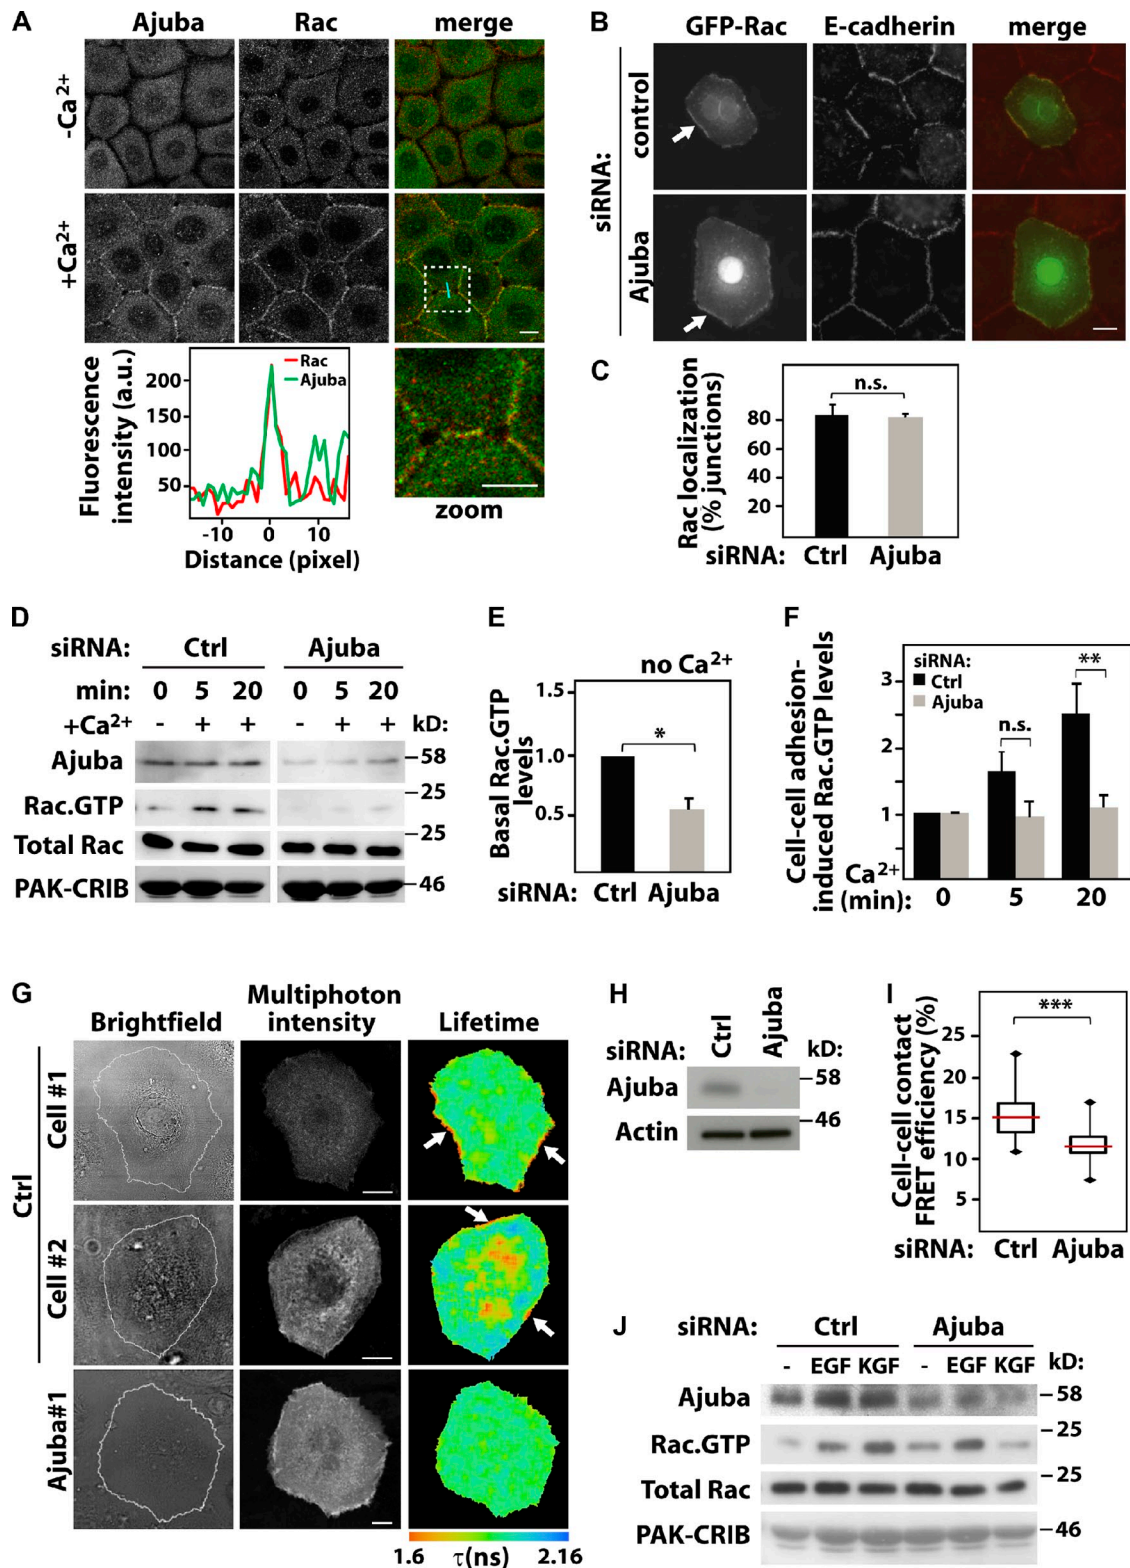 A
Ajuba Rac merge
-Ca2+
+Ca2+
Fluorescence
intensity (a.u.)
200
150
100
50
Rac
Ajuba
-10 0 10
Distance (pixel)
zoom
B
GFP-Rac E-cadherin merge
siRNA:
control
Ajuba
C
Rac localization
(% junctions)
80
60
40
20
n.s.
siRNA: Ctrl Ajuba
D
siRNA: Ctrl Ajuba
min: 0 5 20 0 5 20
+Ca2+ - + + - + + kD:
Ajuba -58
Rac.GTP -25
Total Rac -25
PAK-CRIB -46
E
no Ca2+
Basal Rac.GTP
levels
1.5
1.0
0.5
*
siRNA: Ctrl Ajuba
F
Cell-cell adhesion-
induced Rac.GTP levels
3
2
1
siRNA:
Ctrl
Ajuba
n.s.
**
Ca2+
(min): 0 5 20
G
Brightfield Multiphoton intensity Lifetime
Ctrl
Cell #1
Cell #2
Ajuba#1
1.6 τ(ns) 2.16
H
siRNA: Ctrl Ajuba kD:
Ajuba -58
Actin -46
I
Cell-cell contact
FRET efficiency (%)
25
20
15
10
5
***
siRNA: Ctrl Ajuba
J
siRNA: Ctrl Ajuba
- EGF KGF - EGF KGF kD:
Ajuba -58
Rac.GTP -25
Total Rac -25
PAK-CRIB -46